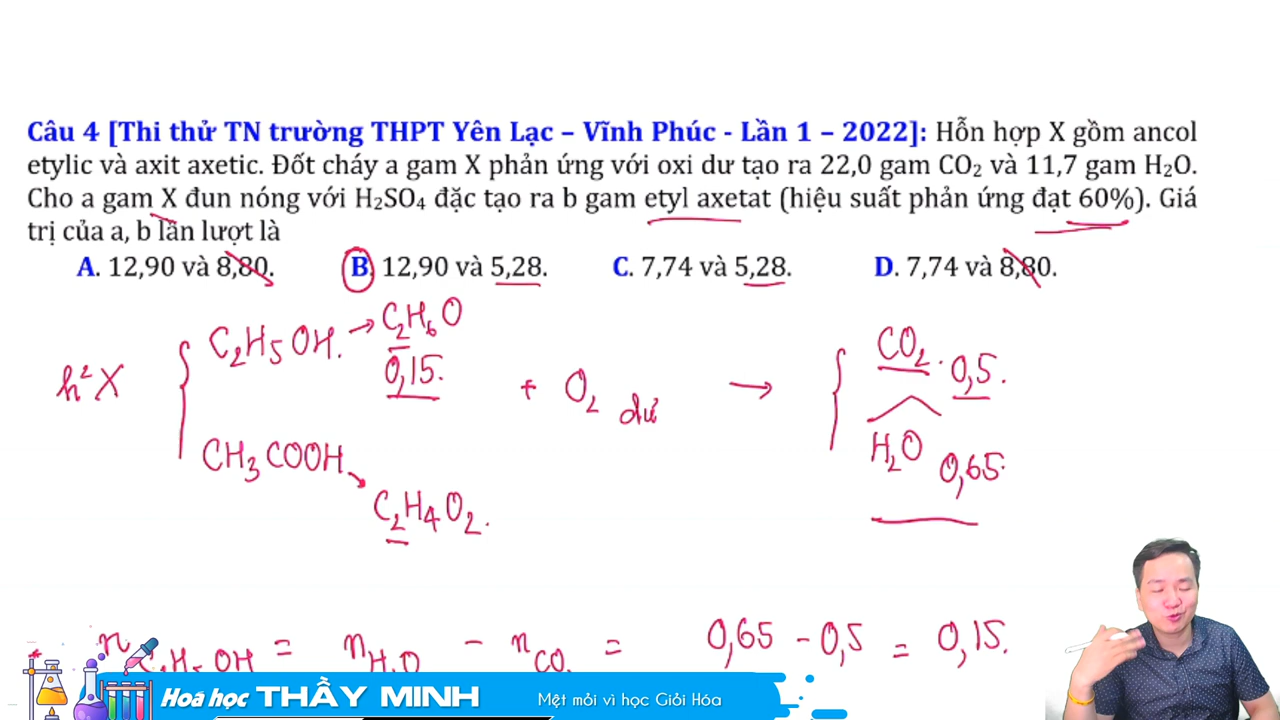 Câu 4 [Thi thử TN trường THPT Yên Lạc – Vĩnh Phúc - Lần 1 – 2022]: Hỗn hợp X gồm ancol
etylic và axit axetic. Đốt cháy a gam X phản ứng với oxi dư tạo ra 22,0 gam CO₂ và 11,7 gam H₂O.
Cho a gam X đun nóng với H₂SO₄ đặc tạo ra b gam etyl axetat (hiệu suất phản ứng đạt 60%). Giá
trị của a, b lần lượt là
A. 12,90 và 8,80. B. 12,90 và 5,28. C. 7,74 và 5,28. D. 7,74 và 8,80.
h² X { C₂H₅OH. → C₂H₆O
0,15. + O₂ dư → { CO₂. 0,5.
CH₃COOH → C₂H₄O₂.
H₂O 0,65.
n C₂H₅OH = n H₂O - n CO₂ = 0,65 - 0,5 = 0,15.
Hoá học THẦY MINH Mệt mỏi vì học Giỏi Hóa